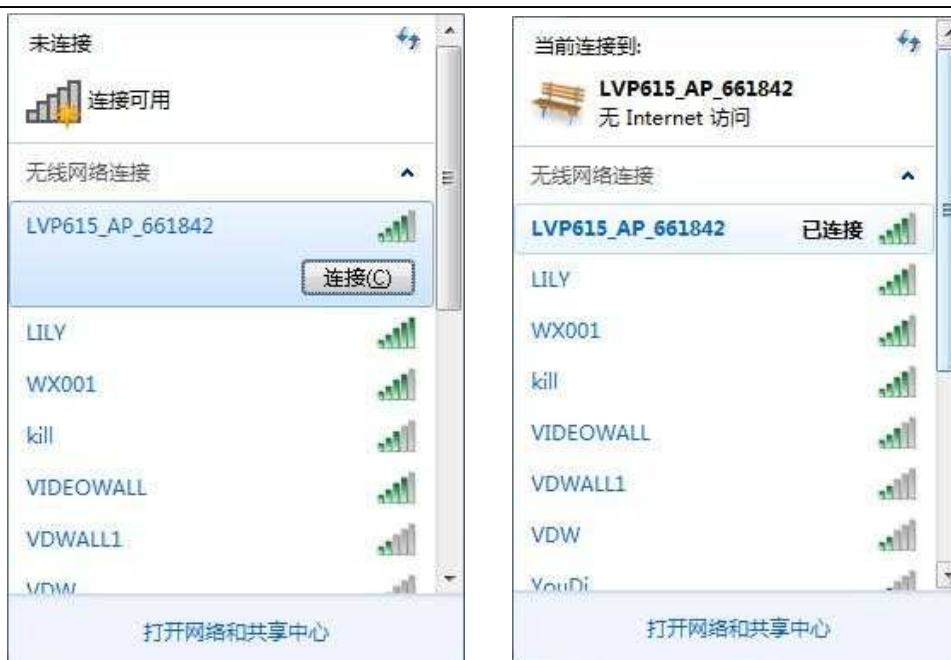 未连接
连接可用
无线网络连接
LVP615_AP_661842
连接(C)
LILY
WX001
kill
VIDEOWALL
VDWALL1
VDW
打开网络和共享中心
当前连接到:
LVP615_AP_661842
无 Internet 访问
无线网络连接
LVP615_AP_661842 已连接
LILY
WX001
kill
VIDEOWALL
VDWALL1
VDW
YouDi
打开网络和共享中心